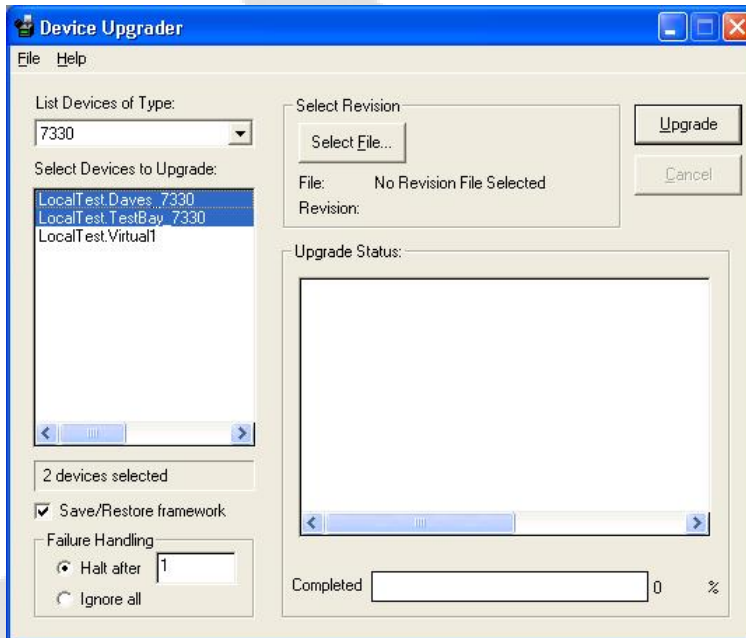 Device Upgrader
File Help
List Devices of Type:
7330
Select Devices to Upgrade:
LocalTest.Daves_7330
LocalTest.TestBay_7330
LocalTest.Virtual1
2 devices selected
Save/Restore framework
Failure Handling
Halt after 1
Ignore all
Select Revision
Select File...
File: No Revision File Selected
Revision:
Upgrade
Cancel
Upgrade Status:
Completed 0 %